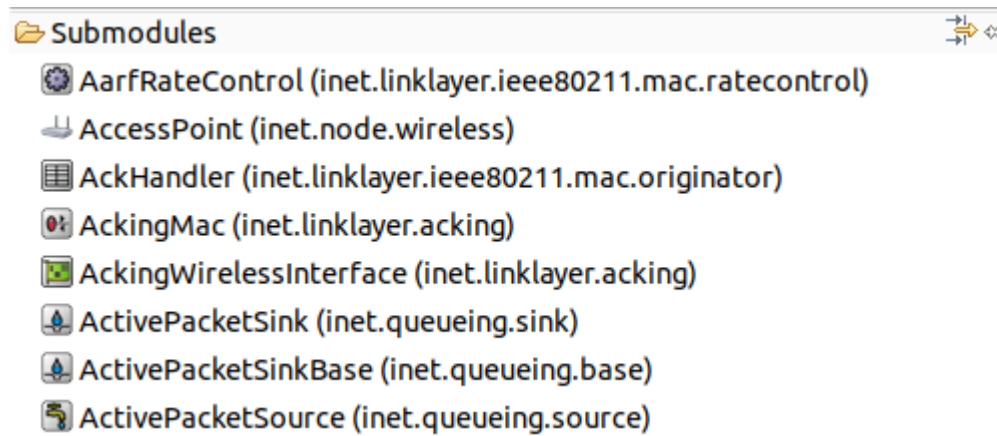 Submodules
AarfRateControl (inet.linklayer.ieee80211.mac.ratecontrol)
AccessPoint (inet.node.wireless)
AckHandler (inet.linklayer.ieee80211.mac.originator)
AckingMac (inet.linklayer.acking)
AckingWirelessInterface (inet.linklayer.acking)
ActivePacketSink (inet.queueing.sink)
ActivePacketSinkBase (inet.queueing.base)
ActivePacketSource (inet.queueing.source)